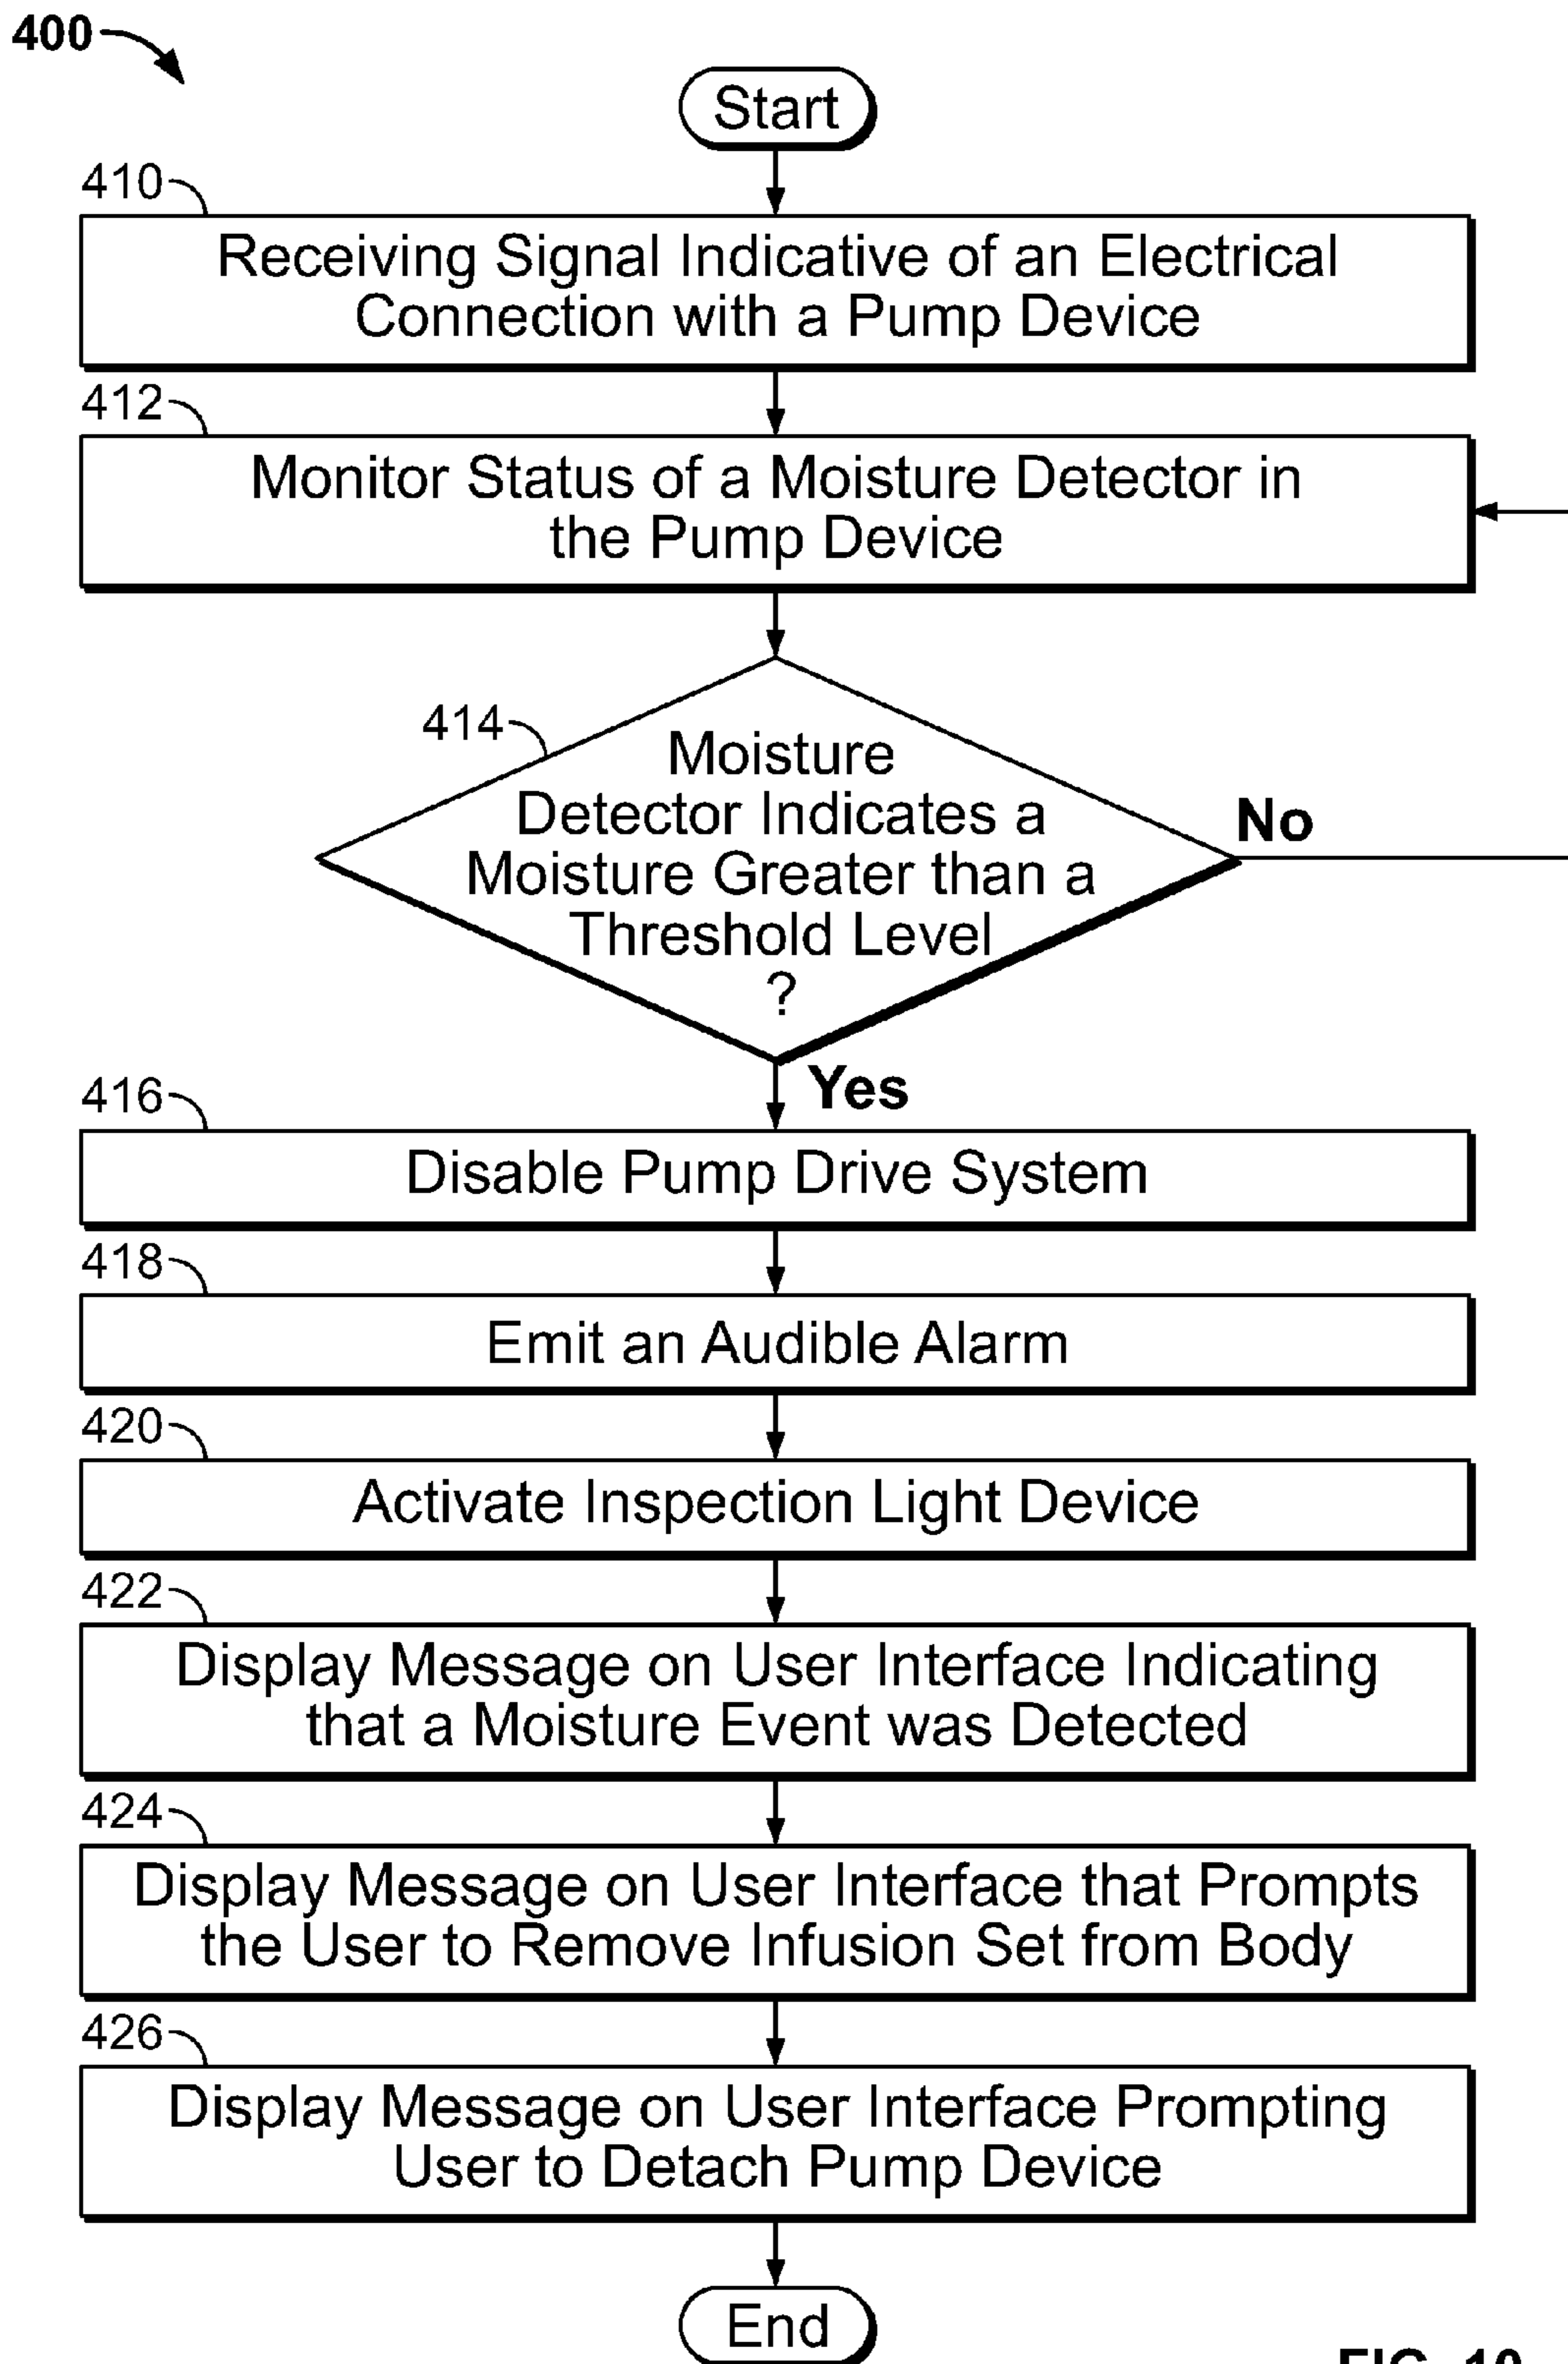 400
Start
410
Receiving Signal Indicative of an Electrical
Connection with a Pump Device
412
Monitor Status of a Moisture Detector in
the Pump Device
414
Moisture
Detector Indicates a
Moisture Greater than a
Threshold Level
?
No
Yes
416
Disable Pump Drive System
418
Emit an Audible Alarm
420
Activate Inspection Light Device
422
Display Message on User Interface Indicating
that a Moisture Event was Detected
424
Display Message on User Interface that Prompts
the User to Remove Infusion Set from Body
426
Display Message on User Interface Prompting
User to Detach Pump Device
End
FIG. 10